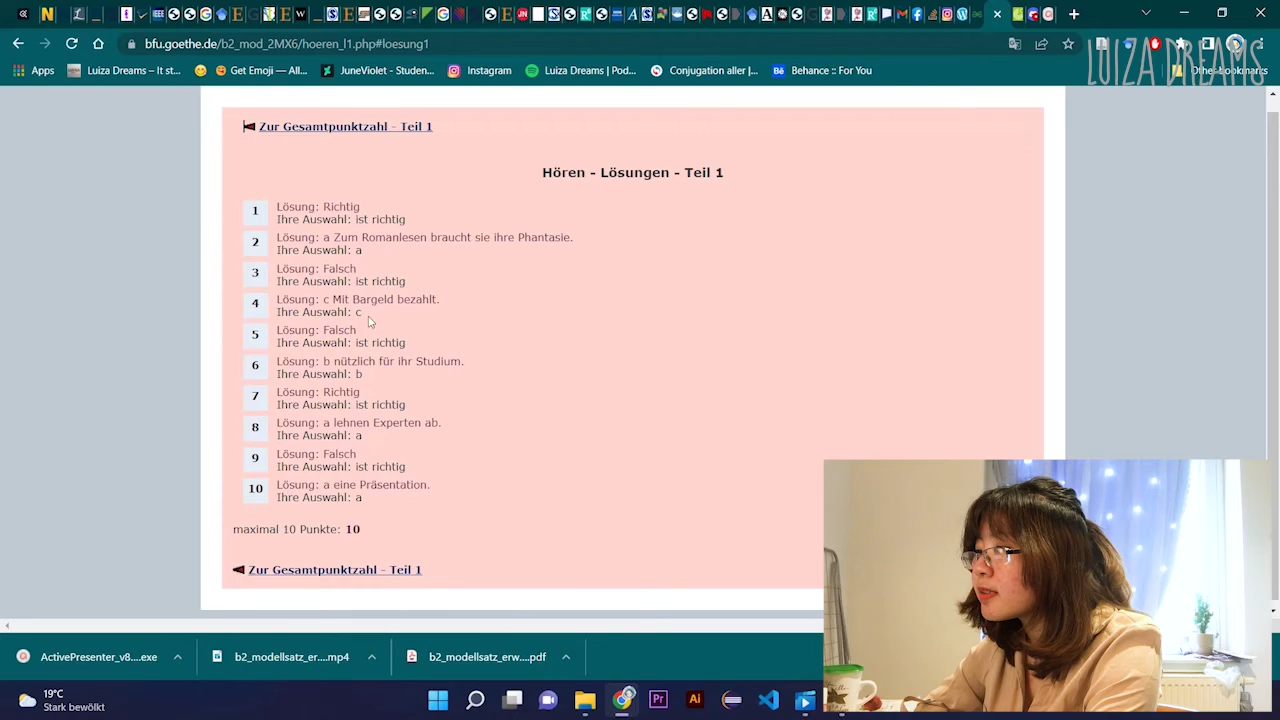 bfu.goethe.de/b2_mod_2MX6/hoeren_l1.php#loesung1
LUIZA DREAMS
Apps
Luiza Dreams – It st...
Get Emoji — All...
JuneViolet - Studen...
Instagram
Luiza Dreams | Pod...
Conjugation aller |...
Behance :: For You
Other bookmarks
Zur Gesamtpunktzahl - Teil 1
Hören - Lösungen - Teil 1
1 Lösung: Richtig
Ihre Auswahl: ist richtig
2 Lösung: a Zum Romanlesen braucht sie ihre Phantasie.
Ihre Auswahl: a
3 Lösung: Falsch
Ihre Auswahl: ist richtig
4 Lösung: c Mit Bargeld bezahlt.
Ihre Auswahl: c
5 Lösung: Falsch
Ihre Auswahl: ist richtig
6 Lösung: b nützlich für ihr Studium.
Ihre Auswahl: b
7 Lösung: Richtig
Ihre Auswahl: ist richtig
8 Lösung: a lehnen Experten ab.
Ihre Auswahl: a
9 Lösung: Falsch
Ihre Auswahl: ist richtig
10 Lösung: a eine Präsentation.
Ihre Auswahl: a
maximal 10 Punkte: 10
Zur Gesamtpunktzahl - Teil 1
ActivePresenter_v8....exe
b2_modellsatz_er....mp4
b2_modellsatz_erw....pdf
19°C
Stark bewölkt
Pr
Ai